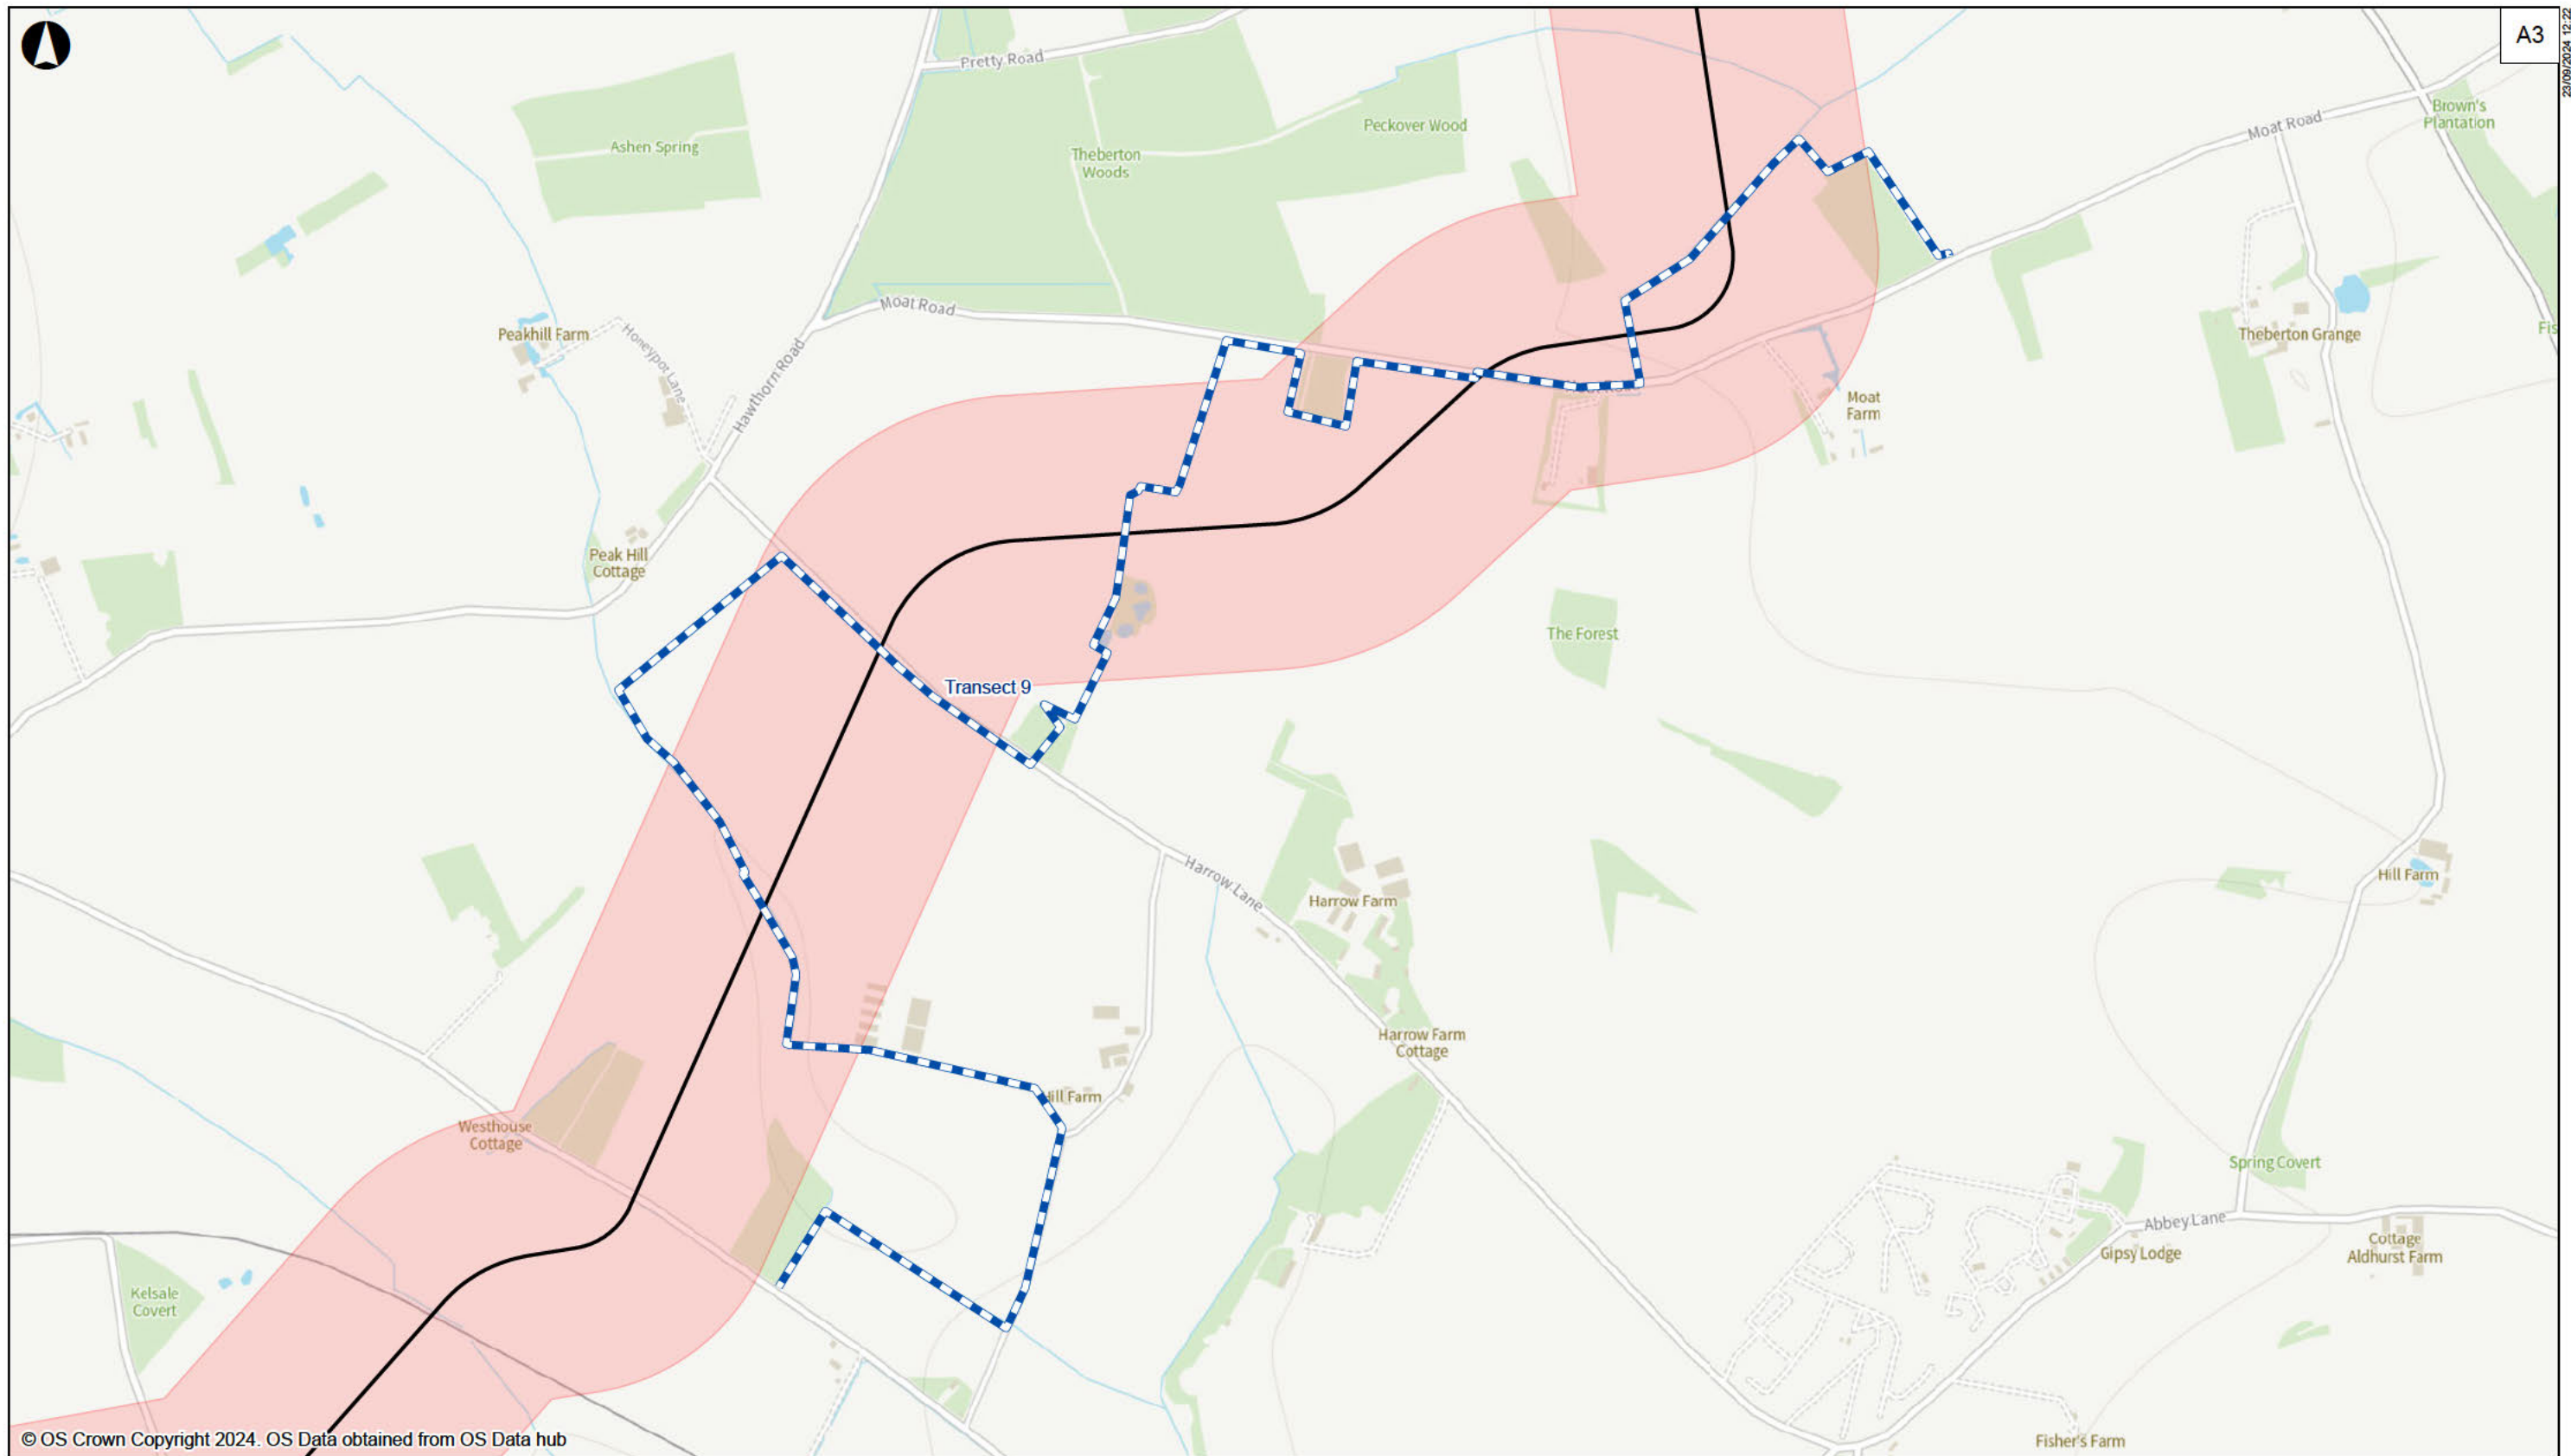 A3
23/09/2024 12:22
Pretty Road
Brown's
Plantation
Moat Road
Peckover Wood
Ashen Spring
Theberton
Woods
Moat Road
Peakhill Farm
Honeypot Lane
Hawthorn Road
Theberton Grange
Fis
Moat
Farm
Peak Hill
Cottage
The Forest
Transect 9
Harrow Lane
Hill Farm
Harrow Farm
Harrow Farm
Cottage
Hill Farm
Westhouse
Cottage
Spring Covert
Abbey Lane
Gipsy Lodge
Cottage
Aldhurst Farm
Kelsale
Covert
Fisher's Farm
© OS Crown Copyright 2024. OS Data obtained from OS Data hub